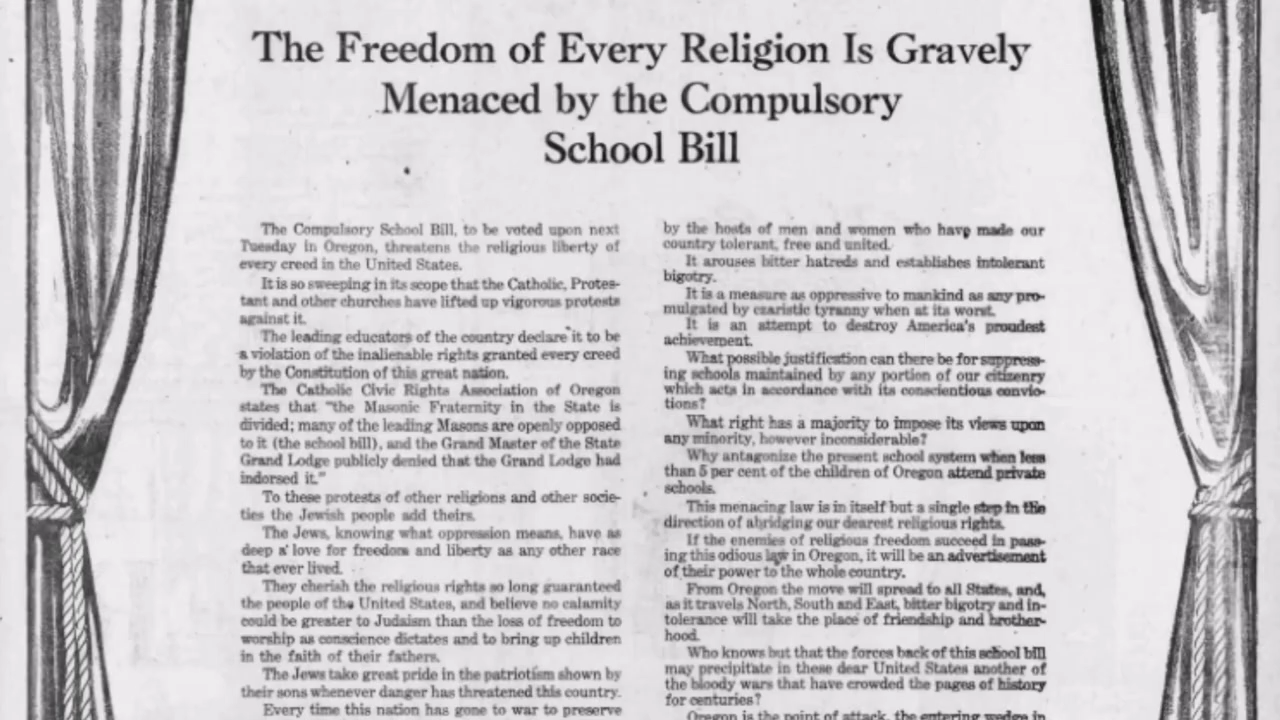 The Freedom of Every Religion Is Gravely
Menaced by the Compulsory
School Bill
The Compulsory School Bill, to be voted upon next
Tuesday in Oregon, threatens the religious liberty of
every creed in the United States.
It is so sweeping in its scope that the Catholic, Protes-
tant and other churches have lifted up vigorous protests
against it.
The leading educators of the country declare it to be
a violation of the inalienable rights granted every creed
by the Constitution of this great nation.
The Catholic Civic Rights Association of Oregon
states that "the Masonic Fraternity in the State is
divided; many of the leading Masons are openly opposed
to it (the school bill), and the Grand Master of the State
Grand Lodge publicly denied that the Grand Lodge had
indorsed it."
To these protests of other religions and other socie-
ties the Jewish people add theirs.
The Jews, knowing what oppression means, have as
deep a love for freedom and liberty as any other race
that ever lived.
They cherish the religious rights so long guaranteed
the people of the United States, and believe no calamity
could be greater to Judaism than the loss of freedom to
worship as conscience dictates and to bring up children
in the faith of their fathers.
The Jews take great pride in the patriotism shown by
their sons whenever danger has threatened this country.
Every time this nation has gone to war to preserve
by the hosts of men and women who have made our
country tolerant, free and united.
It arouses bitter hatreds and establishes intolerant
bigotry.
It is a measure as oppressive to mankind as any pro-
mulgated by czaristic tyranny when at its worst.
It is an attempt to destroy America's proudest
achievement.
What possible justification can there be for suppress-
ing schools maintained by any portion of our citizenry
which acts in accordance with its conscientious convic-
tions?
What right has a majority to impose its views upon
any minority, however inconsiderable?
Why antagonize the present school system when less
than 5 per cent of the children of Oregon attend private
schools.
This menacing law is in itself but a single step in the
direction of abridging our dearest religious rights.
If the enemies of religious freedom succeed in pass-
ing this odious law in Oregon, it will be an advertisement
of their power to the whole country.
From Oregon the move will spread to all States, and,
as it travels North, South and East, bitter bigotry and in-
tolerance will take the place of friendship and brother-
hood.
Who knows but that the forces back of this school bill
may precipitate in these dear United States another of
the bloody wars that have crowded the pages of history
for centuries?
Oregon is the point of attack, the entering wedge in